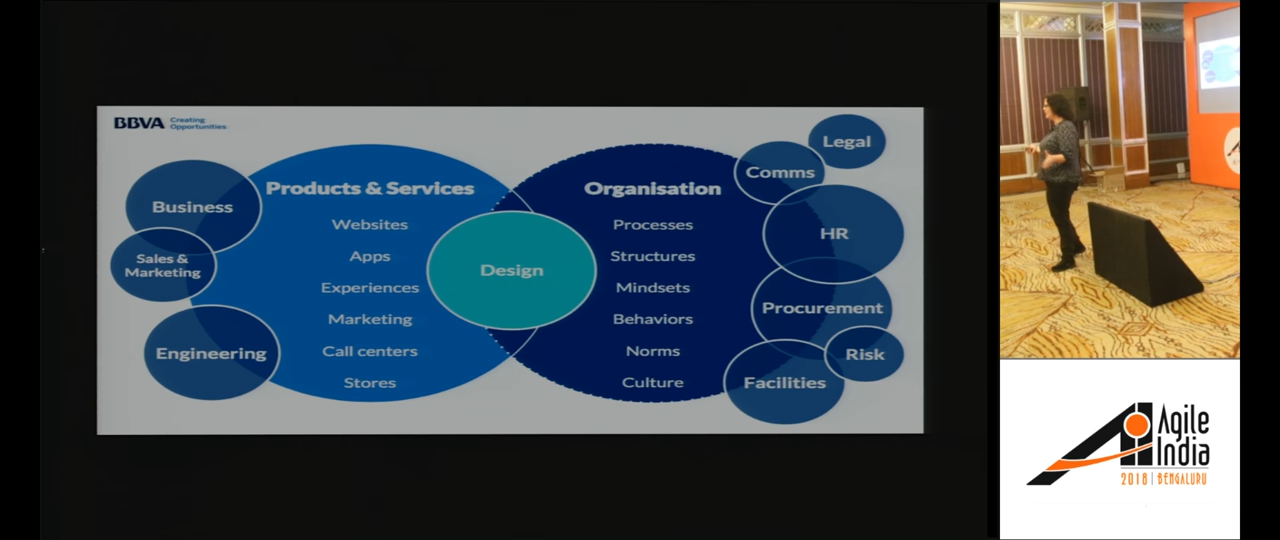 BBVA
Creating
Opportunities
Products & Services
Websites
Apps
Experiences
Marketing
Call centers
Stores
Business
Sales &
Marketing
Engineering
Design
Organisation
Processes
Structures
Mindsets
Behaviors
Norms
Culture
Legal
Comms
HR
Procurement
Risk
Facilities
Agile
India
2018 | BENGALURU